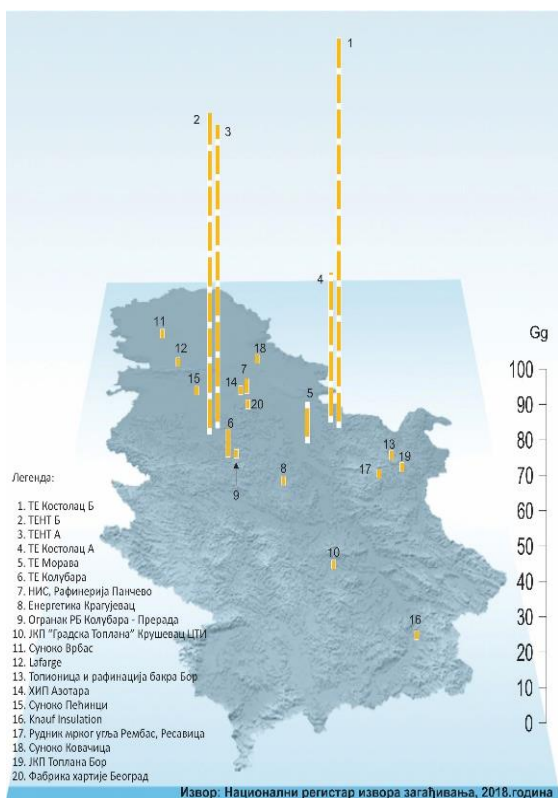 1
2
3
4
Gg
11
18
100
12
7
90
15
14
5
20
80
6
13
19
70
17
9
8
60
50
10
40
16
30
20
10
0
Легенда:
1. ТЕ Костолац Б
2. ТЕНТ Б
3. ТЕНТ А
4. ТЕ Костолац А
5. ТЕ Морава
6. ТЕ Колубара
7. НИС, Рафинерија Панчево
8. Енергетика Крагујевац
9. Огранак РБ Колубара - Прерада
10. ЈКП "Градска Топлана" Крушевац ЦТИ
11. Суноко Врбас
12. Lafarge
13. Топионица и рафинација бакра Бор
14. ХИП Азотара
15. Суноко Пећинци
16. Knauf Insulation
17. Рудник мрког угља Рембас, Ресавица
18. Суноко Ковачица
19. ЈКП Топлана Бор
20. Фабрика хартије Београд
Извор: Национални регистар извора загађивања, 2018.година